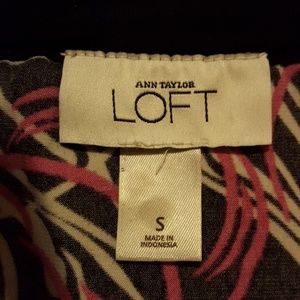 ANN TAYLOR
LOFT
S
MADE IN
INDONESIA